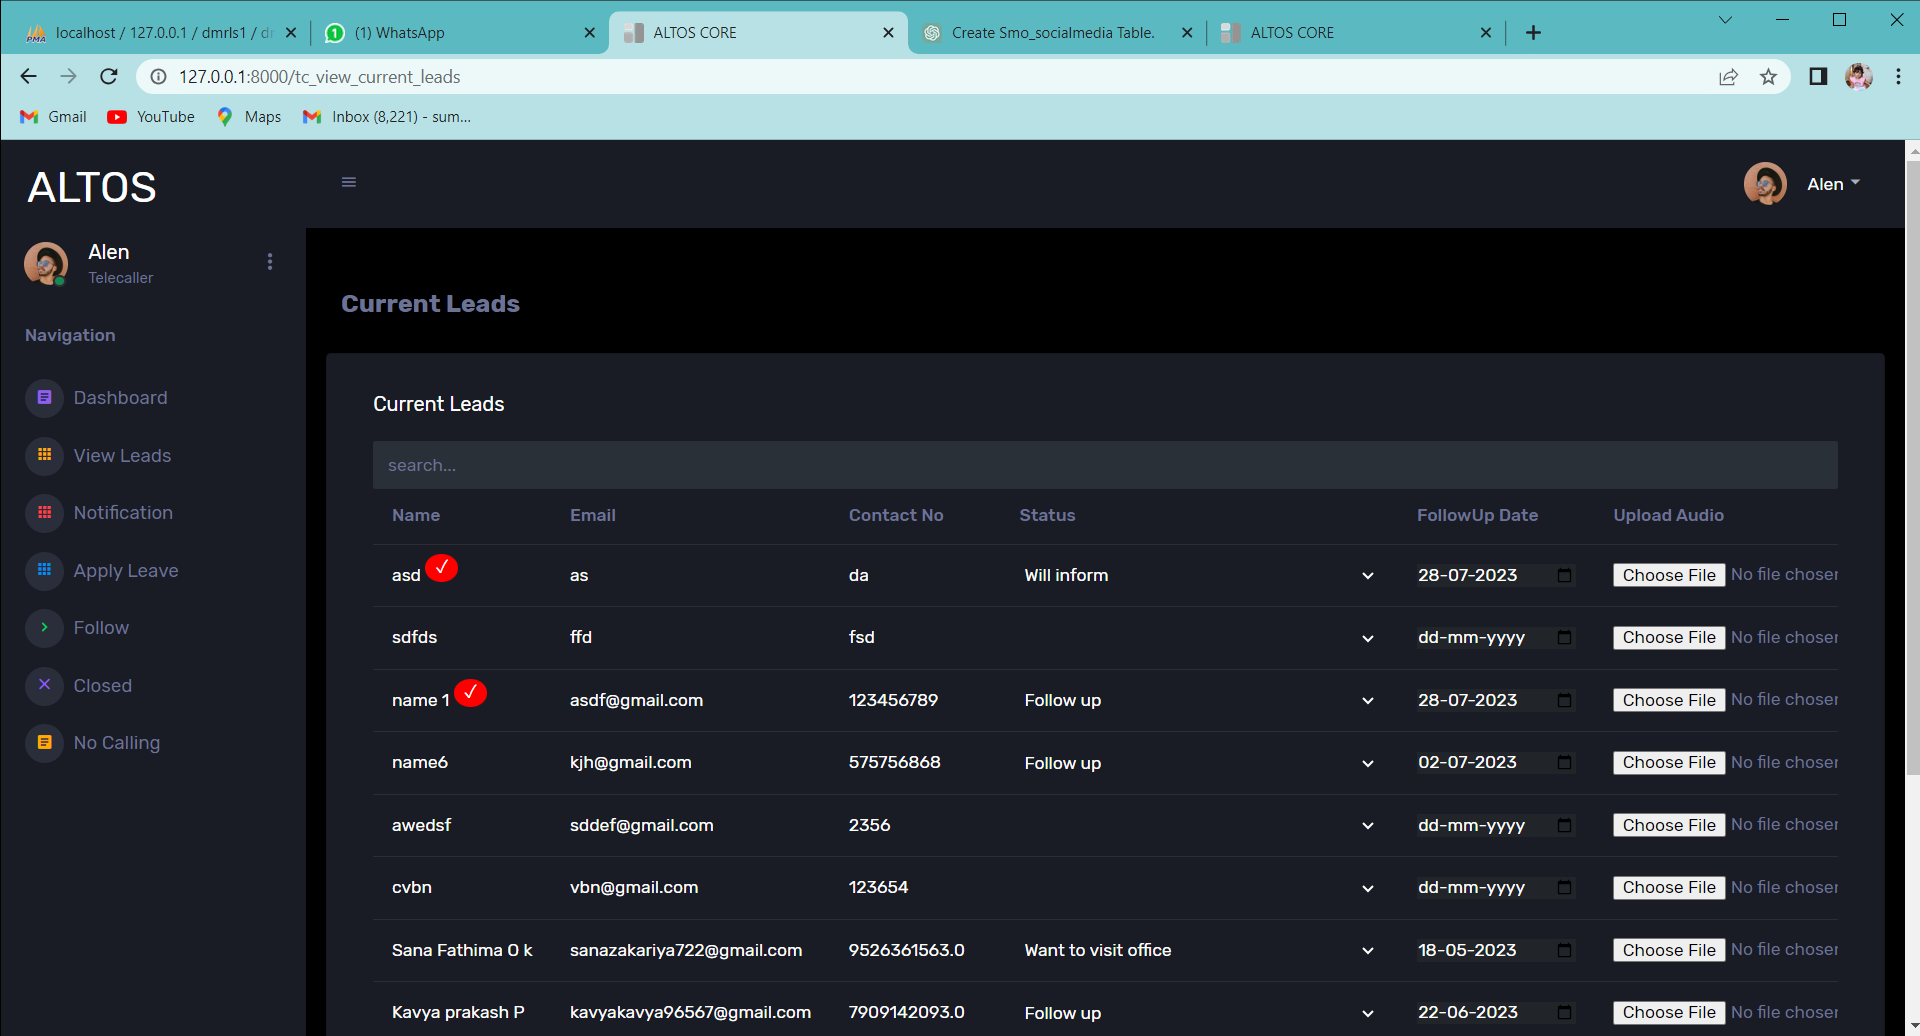 localhost / 127.0.0.1 / dmrls1 / dr
(1) WhatsApp
ALTOS CORE
Create Smo_socialmedia Table.
ALTOS CORE
127.0.0.1:8000/tc_view_current_leads
Gmail YouTube Maps Inbox (8,221) - sum...
ALTOS
Alen
Alen
Telecaller
Navigation
Dashboard
View Leads
Notification
Apply Leave
Follow
Closed
No Calling
Current Leads
Current Leads
search...
Name Email Contact No Status FollowUp Date Upload Audio
asd ✓ as da Will inform 28-07-2023 Choose File No file chosen
sdfds ffd fsd dd-mm-yyyy Choose File No file chosen
name 1 ✓ asdf@gmail.com 123456789 Follow up 28-07-2023 Choose File No file chosen
name6 kjh@gmail.com 575756868 Follow up 02-07-2023 Choose File No file chosen
awedsf sddef@gmail.com 2356 dd-mm-yyyy Choose File No file chosen
cvbn vbn@gmail.com 123654 dd-mm-yyyy Choose File No file chosen
Sana Fathima O k sanazakariya722@gmail.com 9526361563.0 Want to visit office 18-05-2023 Choose File No file chosen
Kavya prakash P kavyakavya96567@gmail.com 7909142093.0 Follow up 22-06-2023 Choose File No file chosen